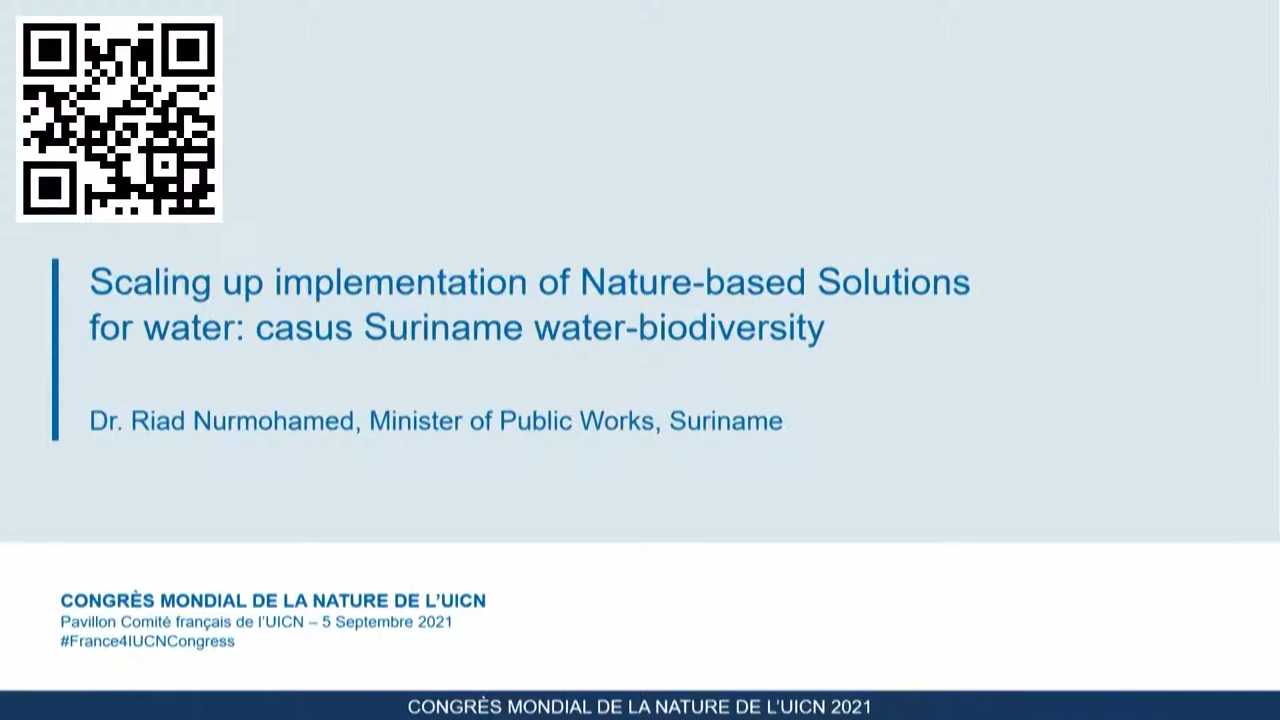 Scaling up implementation of Nature-based Solutions
for water: casus Suriname water-biodiversity
Dr. Riad Nurmohamed, Minister of Public Works, Suriname
CONGRÈS MONDIAL DE LA NATURE DE L'UICN
Pavillon Comité français de l'UICN – 5 Septembre 2021
#France4IUCNCongress
CONGRÈS MONDIAL DE LA NATURE DE L'UICN 2021